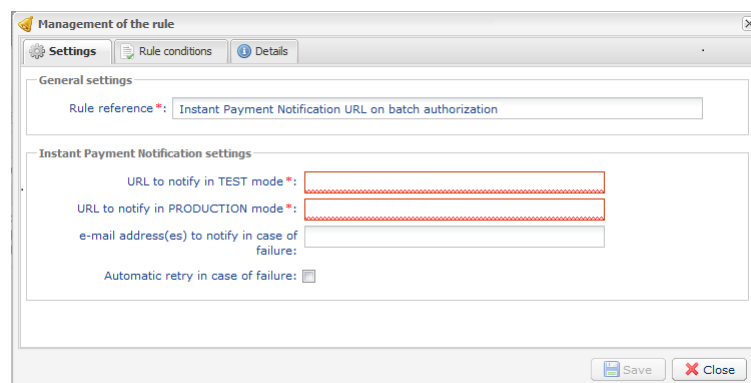 Management of the rule
Settings
Rule conditions
Details
General settings
Rule reference*: Instant Payment Notification URL on batch authorization
Instant Payment Notification settings
URL to notify in TEST mode*:
URL to notify in PRODUCTION mode*:
e-mail address(es) to notify in case of
failure:
Automatic retry in case of failure:
Save
Close